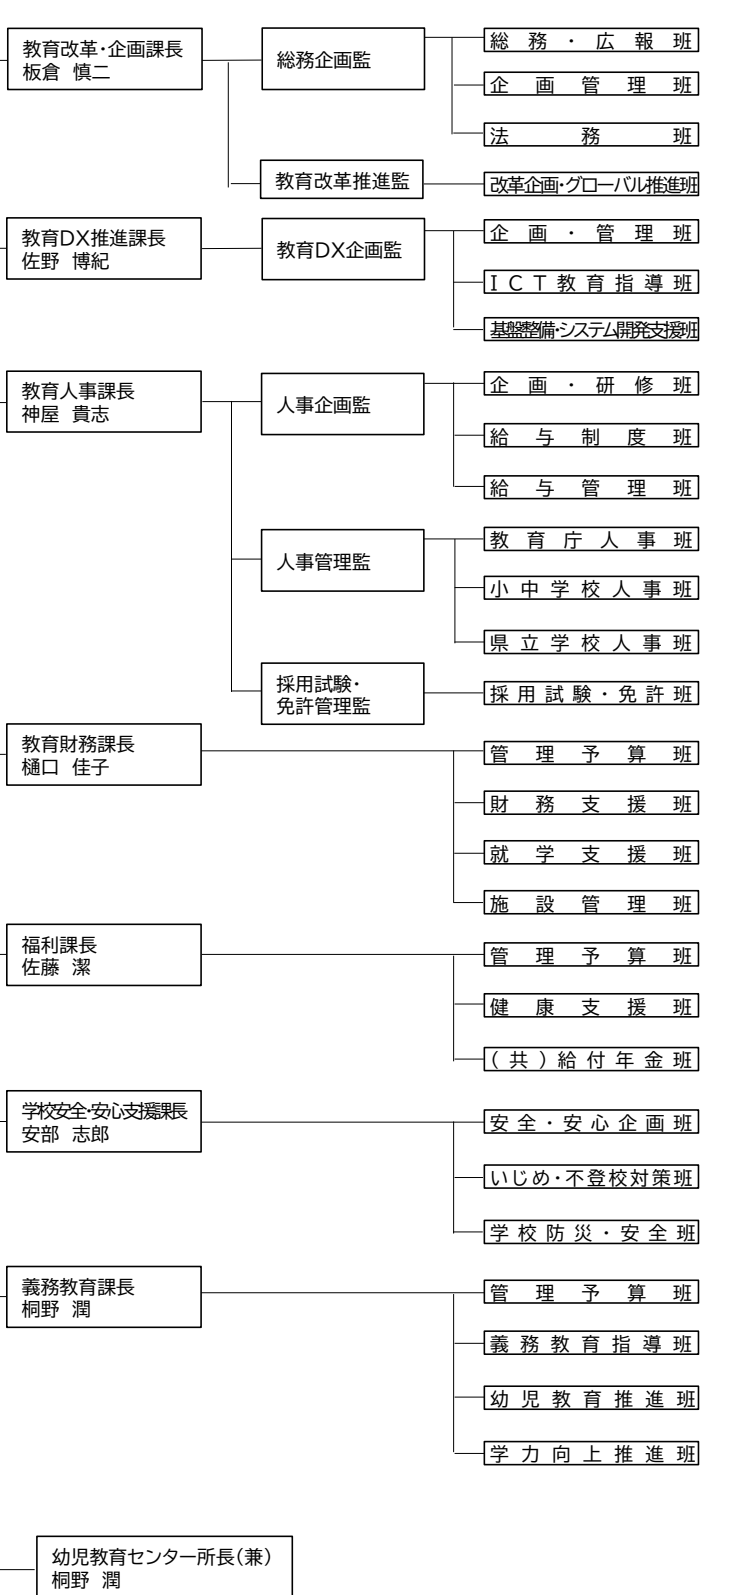 教育改革・企画課長
板倉 慎二
総務企画監
総務・広報班
企画管理班
法務班
教育改革推進監
改革企画・グローバル推進班
教育DX推進課長
佐野 博紀
教育DX企画監
企画・管理班
ICT教育指導班
基盤整備・システム開発支援班
教育人事課長
神屋 貴志
人事企画監
企画・研修班
給与制度班
給与管理班
人事管理監
教育庁人事班
小中学校人事班
県立学校人事班
採用試験・
免許管理監
採用試験・免許班
教育財務課長
樋口 佳子
管理予算班
財務支援班
就学支援班
施設管理班
福利課長
佐藤 潔
管理予算班
健康支援班
(共)給付年金班
学校安全・安心支援課長
安部 志郎
安全・安心企画班
いじめ・不登校対策班
学校防災・安全班
義務教育課長
桐野 潤
管理予算班
義務教育指導班
幼児教育推進班
学力向上推進班
幼児教育センター所長(兼)
桐野 潤